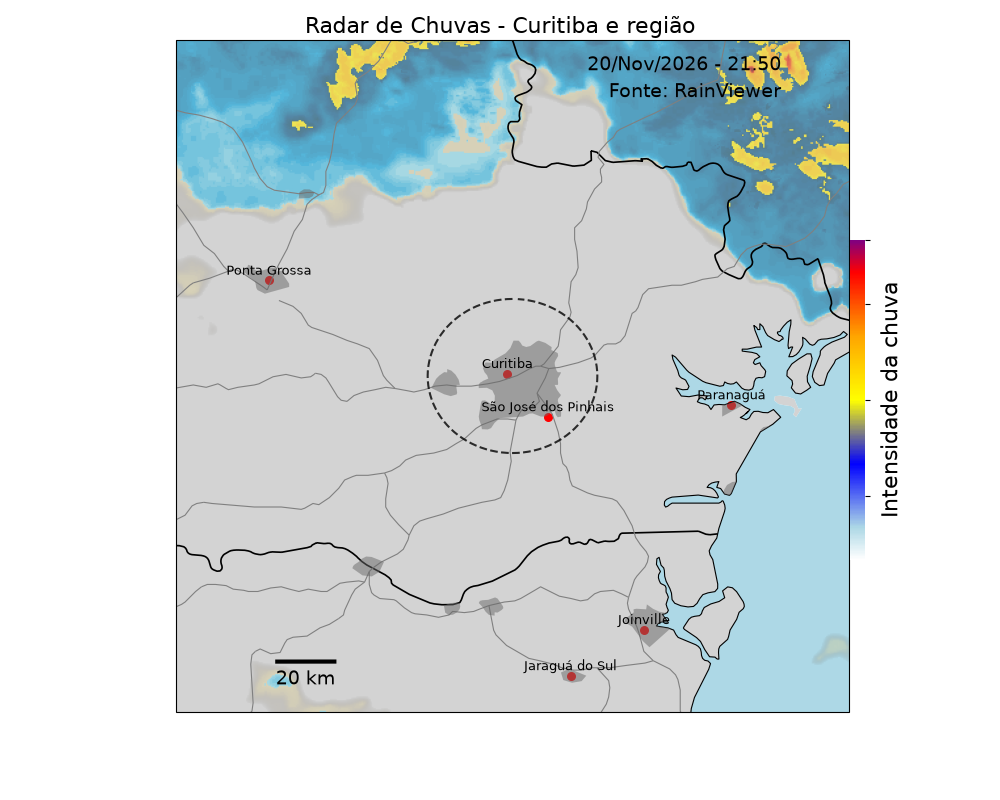 Radar de Chuvas - Curitiba e região
20/Nov/2026 - 21:50
Fonte: RainViewer
Ponta Grossa
Curitiba
Paranaguá
São José dos Pinhais
Intensidade da chuva
Joinville
Jaraguá do Sul
20 km